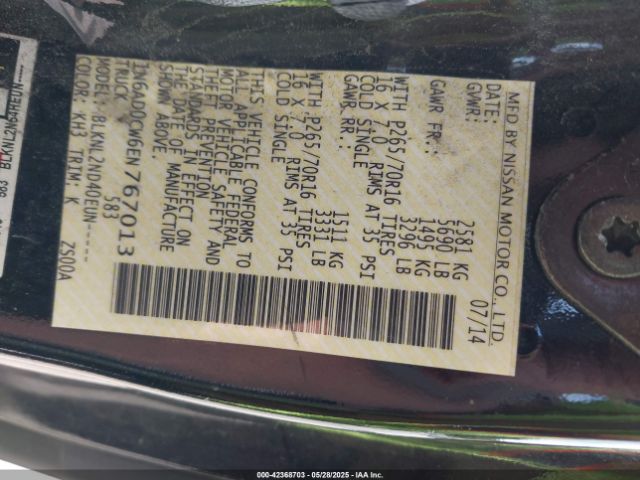 MFD BY NISSAN MOTOR CO., LTD.
DATE: 07/14
GVWR: 2581 KG
5690 LB
GAWR FR.: 1495 KG
3296 LB
WITH P265/70R16 TIRES
16 X 7.0 RIMS AT 35 PSI
COLD SINGLE
GAWR RR.: 1511 KG
3331 LB
WITH P265/70R16 TIRES
16 X 7.0 RIMS AT 35 PSI
COLD SINGLE
THIS VEHICLE CONFORMS TO
ALL APPLICABLE FEDERAL
MOTOR VEHICLE SAFETY AND
THEFT PREVENTION
STANDARDS IN EFFECT ON
THE DATE OF MANUFACTURE
SHOWN ABOVE.
1N6AD0CW6EN767013
TRUCK 583
MODEL: BLKNL2ND40EUN----
COLOR: KH3 TRIM: K ZS00A
000-42368703 - 05/28/2025 - IAA Inc.